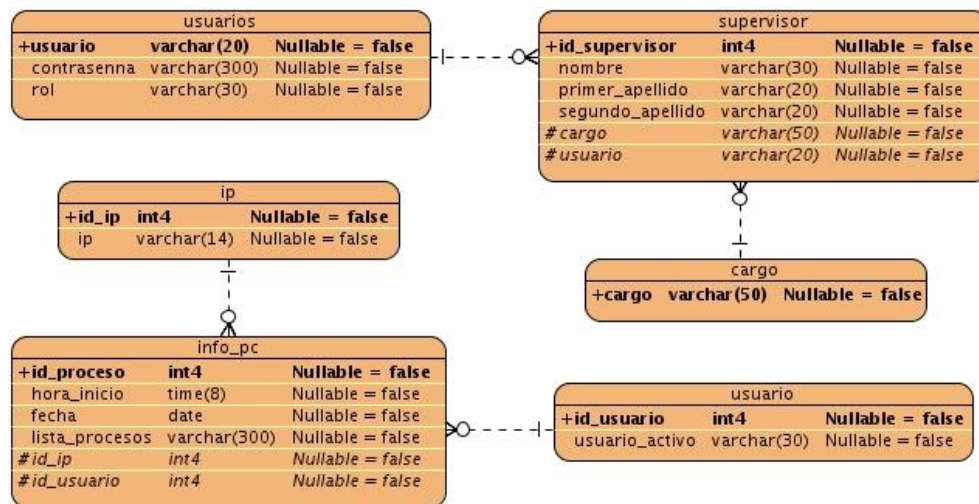 usuarios
+usuario varchar(20) Nullable = false
contrasenna varchar(300) Nullable = false
rol varchar(30) Nullable = false
supervisor
+id_supervisor int4 Nullable = false
nombre varchar(30) Nullable = false
primer_apellido varchar(20) Nullable = false
segundo_apellido varchar(20) Nullable = false
#cargo varchar(50) Nullable = false
#usuario varchar(20) Nullable = false
ip
+id_ip int4 Nullable = false
ip varchar(14) Nullable = false
cargo
+cargo varchar(50) Nullable = false
info_pc
+id_proceso int4 Nullable = false
hora_inicio time(8) Nullable = false
fecha date Nullable = false
lista_procesos varchar(300) Nullable = false
#id_ip int4 Nullable = false
#id_usuario int4 Nullable = false
usuario
+id_usuario int4 Nullable = false
usuario_activo varchar(30) Nullable = false